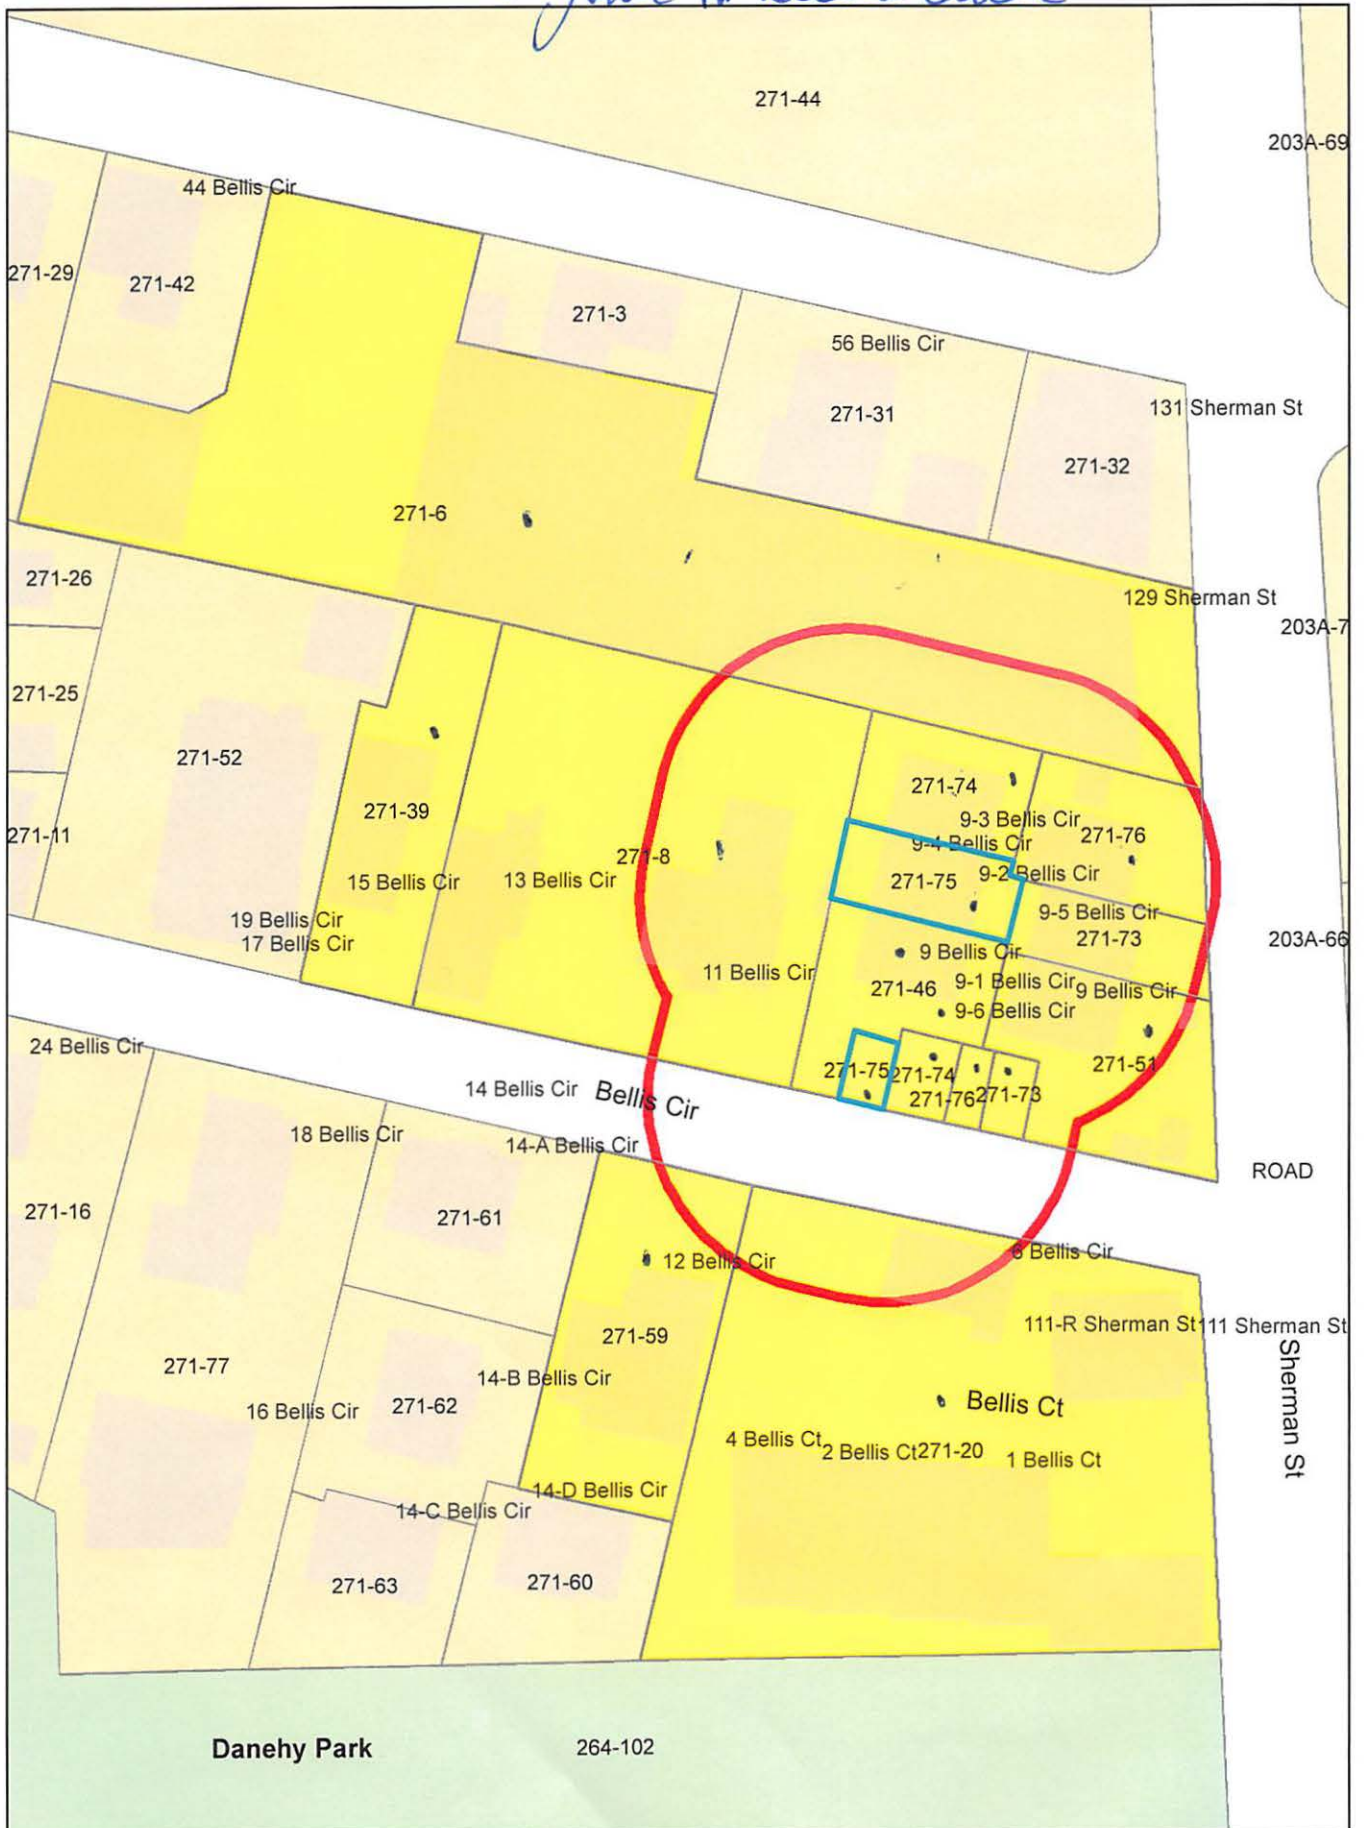 271-44
203A-69
44 Bellis Cir
271-29
271-42
271-3
56 Bellis Cir
271-31
131 Sherman St
271-32
271-6
271-26
129 Sherman St
203A-7
271-25
271-52
271-74
271-39
9-3 Bellis Cir
271-76
271-11
9-4 Bellis Cir
271-8
15 Bellis Cir
13 Bellis Cir
271-75
9-2 Bellis Cir
19 Bellis Cir
9-5 Bellis Cir
17 Bellis Cir
271-73
203A-66
9 Bellis Cir
11 Bellis Cir
271-46
9-1 Bellis Cir
9 Bellis Cir
9-6 Bellis Cir
24 Bellis Cir
271-75
271-74
271-51
14 Bellis Cir
Bellis Cir
271-76
271-73
18 Bellis Cir
14-A Bellis Cir
ROAD
271-16
271-61
12 Bellis Cir
6 Bellis Cir
111-R Sherman St
111 Sherman St
271-59
271-77
14-B Bellis Cir
Sherman St
16 Bellis Cir
271-62
Bellis Ct
4 Bellis Ct
2 Bellis Ct
271-20
1 Bellis Ct
14-D Bellis Cir
14-C Bellis Cir
271-63
271-60
Danehy Park
264-102